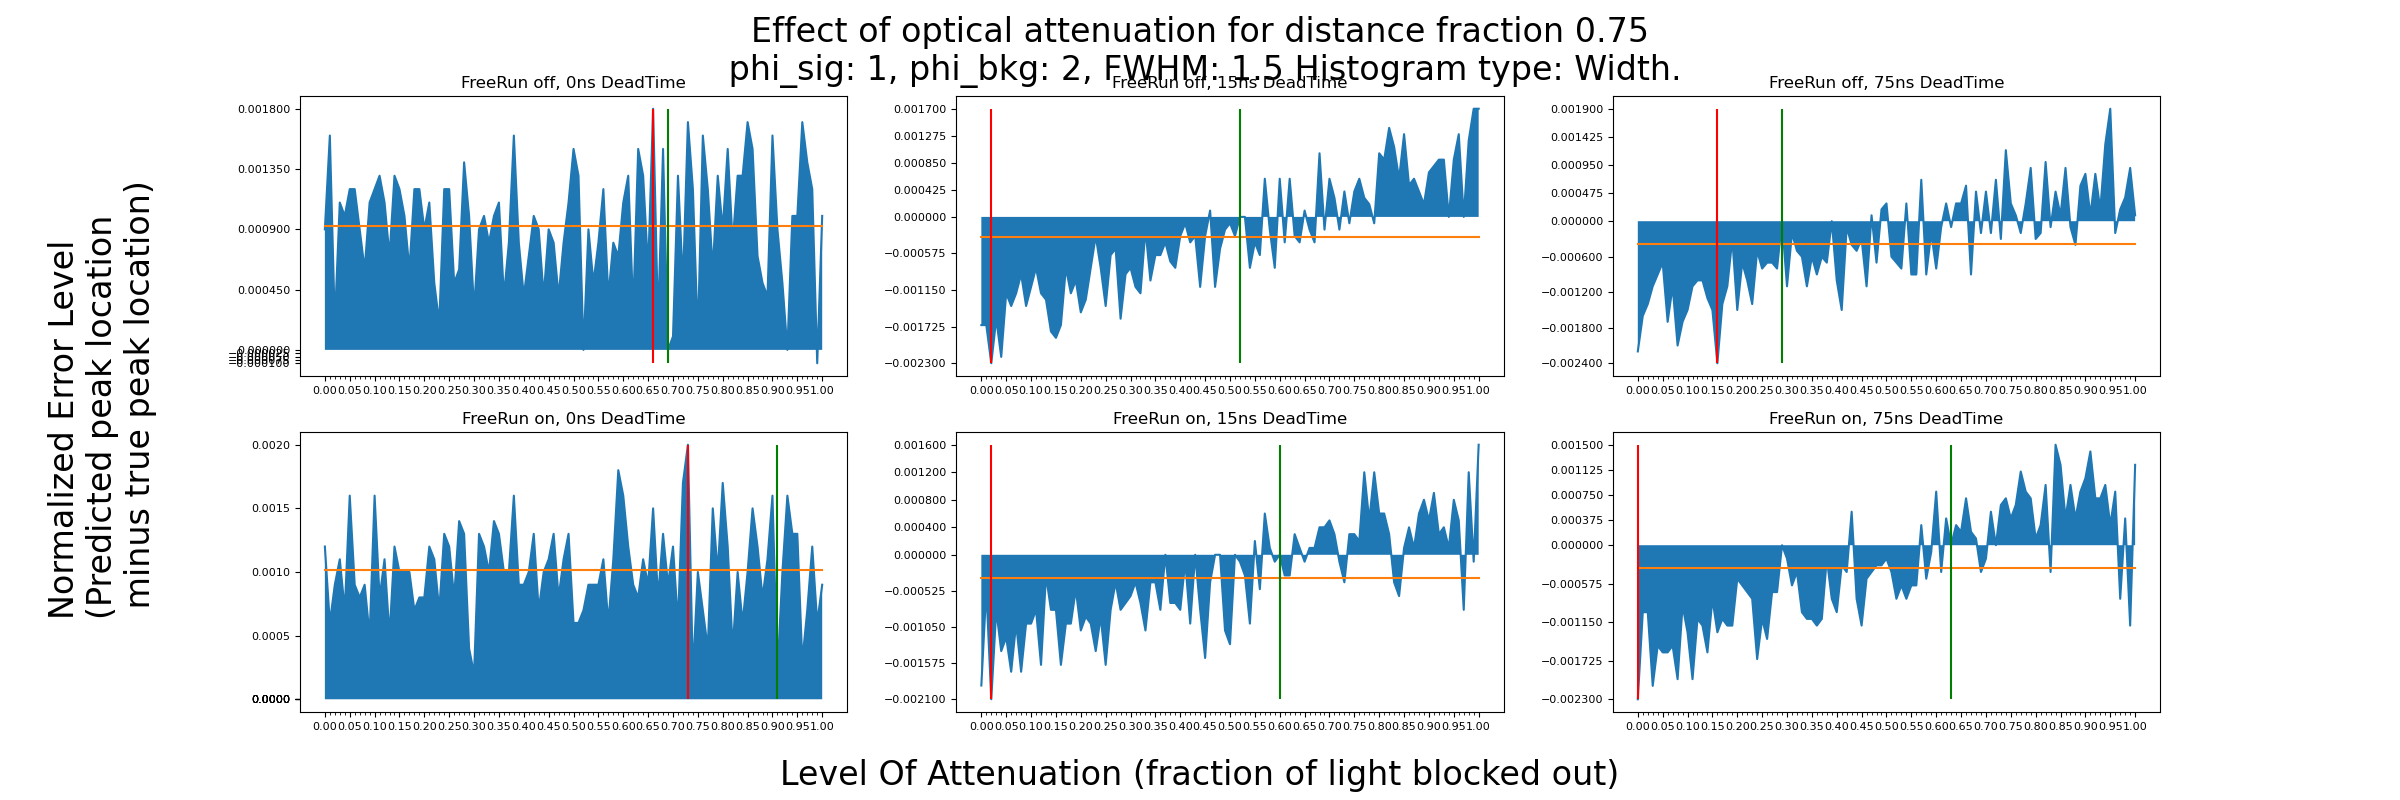 Effect of optical attenuation for distance fraction 0.75
phi_sig: 1, phi_bkg: 2, FWHM: 1.5 Histogram type: Width.
Normalized Error Level
(Predicted peak location
minus true peak location)
FreeRun off, 0ns DeadTime
0.001800
0.001350
0.000900
0.000450
0.000000
−0.000100
0.00 0.05 0.10 0.15 0.20 0.25 0.30 0.35 0.40 0.45 0.50 0.55 0.60 0.65 0.70 0.75 0.80 0.85 0.90 0.95 1.00
FreeRun off, 15ns DeadTime
0.001700
0.001275
0.000850
0.000425
0.000000
−0.000575
−0.001150
−0.001725
−0.002300
0.00 0.05 0.10 0.15 0.20 0.25 0.30 0.35 0.40 0.45 0.50 0.55 0.60 0.65 0.70 0.75 0.80 0.85 0.90 0.95 1.00
FreeRun off, 75ns DeadTime
0.001900
0.001425
0.000950
0.000475
0.000000
−0.000600
−0.001200
−0.001800
−0.002400
0.00 0.05 0.10 0.15 0.20 0.25 0.30 0.35 0.40 0.45 0.50 0.55 0.60 0.65 0.70 0.75 0.80 0.85 0.90 0.95 1.00
FreeRun on, 0ns DeadTime
0.0020
0.0015
0.0010
0.0005
0.0000
0.00 0.05 0.10 0.15 0.20 0.25 0.30 0.35 0.40 0.45 0.50 0.55 0.60 0.65 0.70 0.75 0.80 0.85 0.90 0.95 1.00
FreeRun on, 15ns DeadTime
0.001600
0.001200
0.000800
0.000400
0.000000
−0.000525
−0.001050
−0.001575
−0.002100
0.00 0.05 0.10 0.15 0.20 0.25 0.30 0.35 0.40 0.45 0.50 0.55 0.60 0.65 0.70 0.75 0.80 0.85 0.90 0.95 1.00
FreeRun on, 75ns DeadTime
0.001500
0.001125
0.000750
0.000375
0.000000
−0.000575
−0.001150
−0.001725
−0.002300
0.00 0.05 0.10 0.15 0.20 0.25 0.30 0.35 0.40 0.45 0.50 0.55 0.60 0.65 0.70 0.75 0.80 0.85 0.90 0.95 1.00
Level Of Attenuation (fraction of light blocked out)